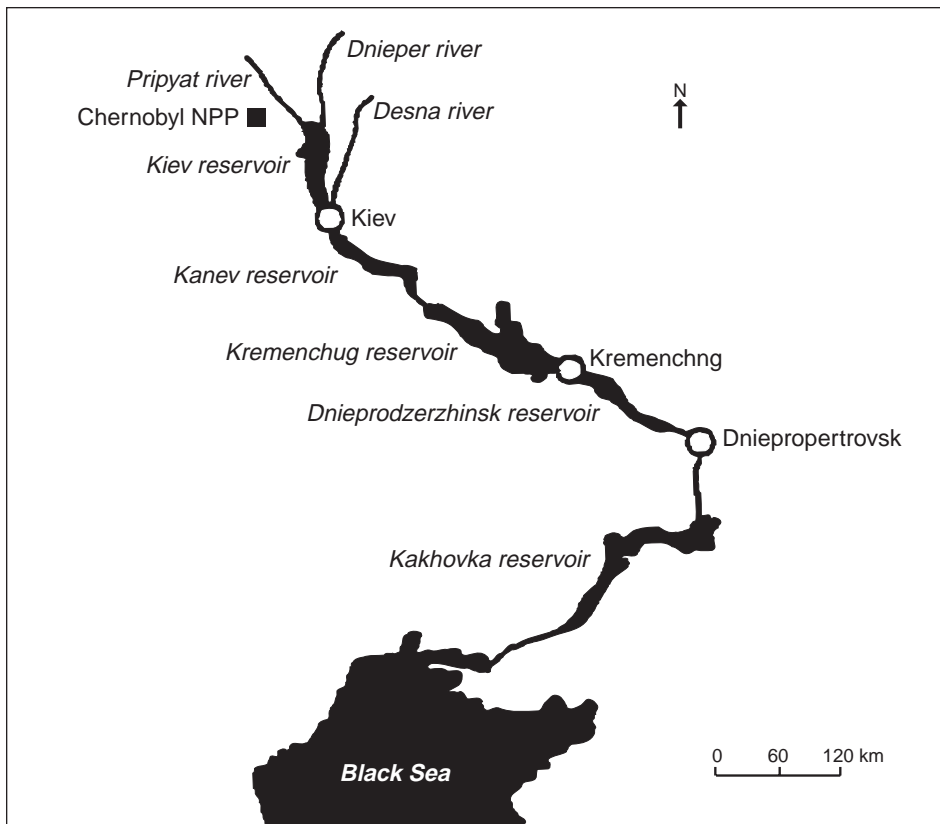 Dnieper river
Pripyat river
Chernobyl NPP
Desna river
N
Kiev reservoir
Kiev
Kanev reservoir
Kremenchug reservoir
Kremenchng
Dnieprodzerzhinsk reservoir
Dniepropertrovsk
Kakhovka reservoir
Black Sea
0 60 120 km